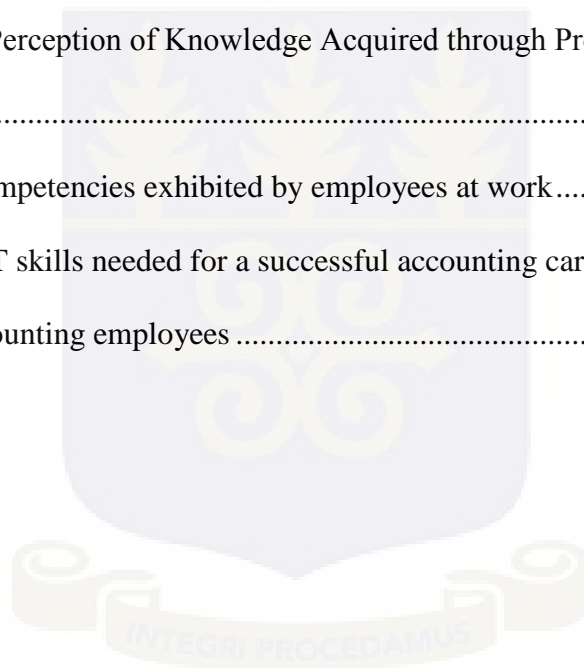 Perception of Knowledge Acquired through Pr
................................................................................
mpetencies exhibited by employees at work.....
T skills needed for a successful accounting car
ounting employees ...............................................
INTEGRI PROCEDAMUS